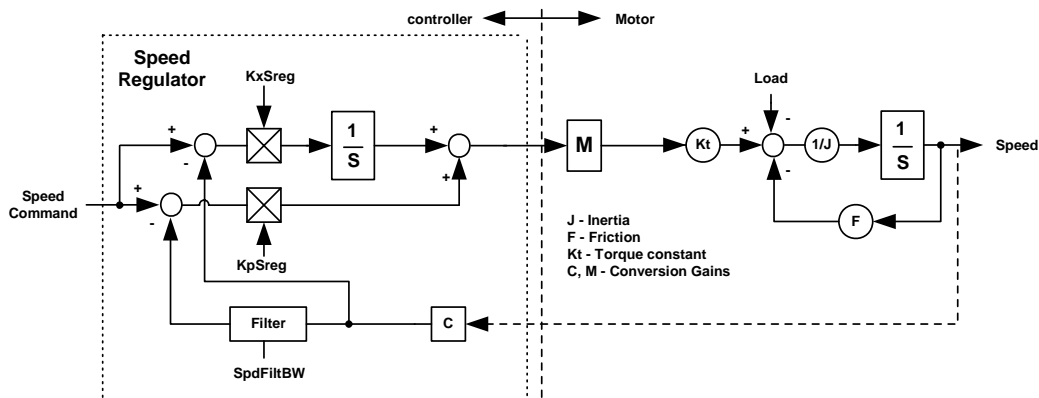 controller
Motor
Speed
Regulator
KxSreg
Load
+
-
1
S
+
+
M
Kt
+
-
-
1/J
1
S
Speed
Speed
Command
+
-
KpSreg
F
J - Inertia
F - Friction
Kt - Torque constant
C, M - Conversion Gains
Filter
C
SpdFiltBW